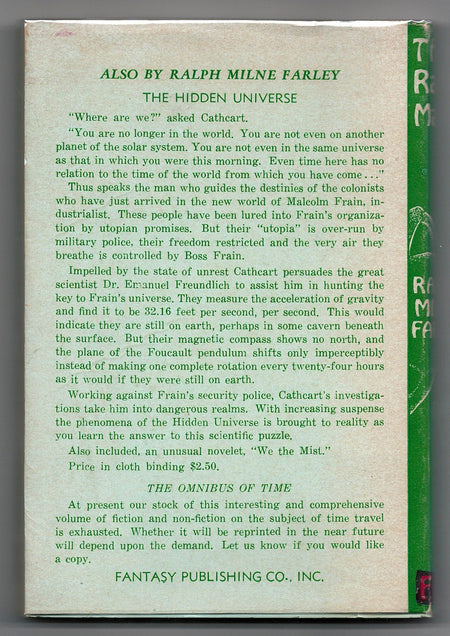 ALSO BY RALPH MILNE FARLEY
THE HIDDEN UNIVERSE
"Where are we?" asked Cathcart.
"You are no longer in the world. You are not even on another
planet of the solar system. You are not even in the same universe
as that in which you were this morning. Even time here has no
relation to the time of the world from which you have come . . ."
Thus speaks the man who guides the destinies of the colonists
who have just arrived in the new world of Malcolm Frain, in-
dustrialist. These people have been lured into Frain's organiza-
tion by utopian promises. But their "utopia" is over-run by
military police, their freedom restricted and the very air they
breathe is controlled by Boss Frain.
Impelled by the state of unrest Cathcart persuades the great
scientist Dr. Emanuel Freundlich to assist him in hunting the
key to Frain's universe. They measure the acceleration of gravity
and find it to be 32.16 feet per second, per second. This would
indicate they are still on earth, perhaps in some cavern beneath
the surface. But their magnetic compass shows no north, and
the plane of the Foucault pendulum shifts only imperceptibly
instead of making one complete rotation every twenty-four hours
as it would if they were still on earth.
Working against Frain's security police, Cathcart's investiga-
tions take him into dangerous realms. With increasing suspense
the phenomena of the Hidden Universe is brought to reality as
you learn the answer to this scientific puzzle.
Also included, an unusual novelet, "We the Mist."
Price in cloth binding $2.50.
THE OMNIBUS OF TIME
At present our stock of this interesting and comprehensive
volume of fiction and non-fiction on the subject of time travel
is exhausted. Whether it will be reprinted in the near future
will depend upon the demand. Let us know if you would like
a copy.
FANTASY PUBLISHING CO., INC.